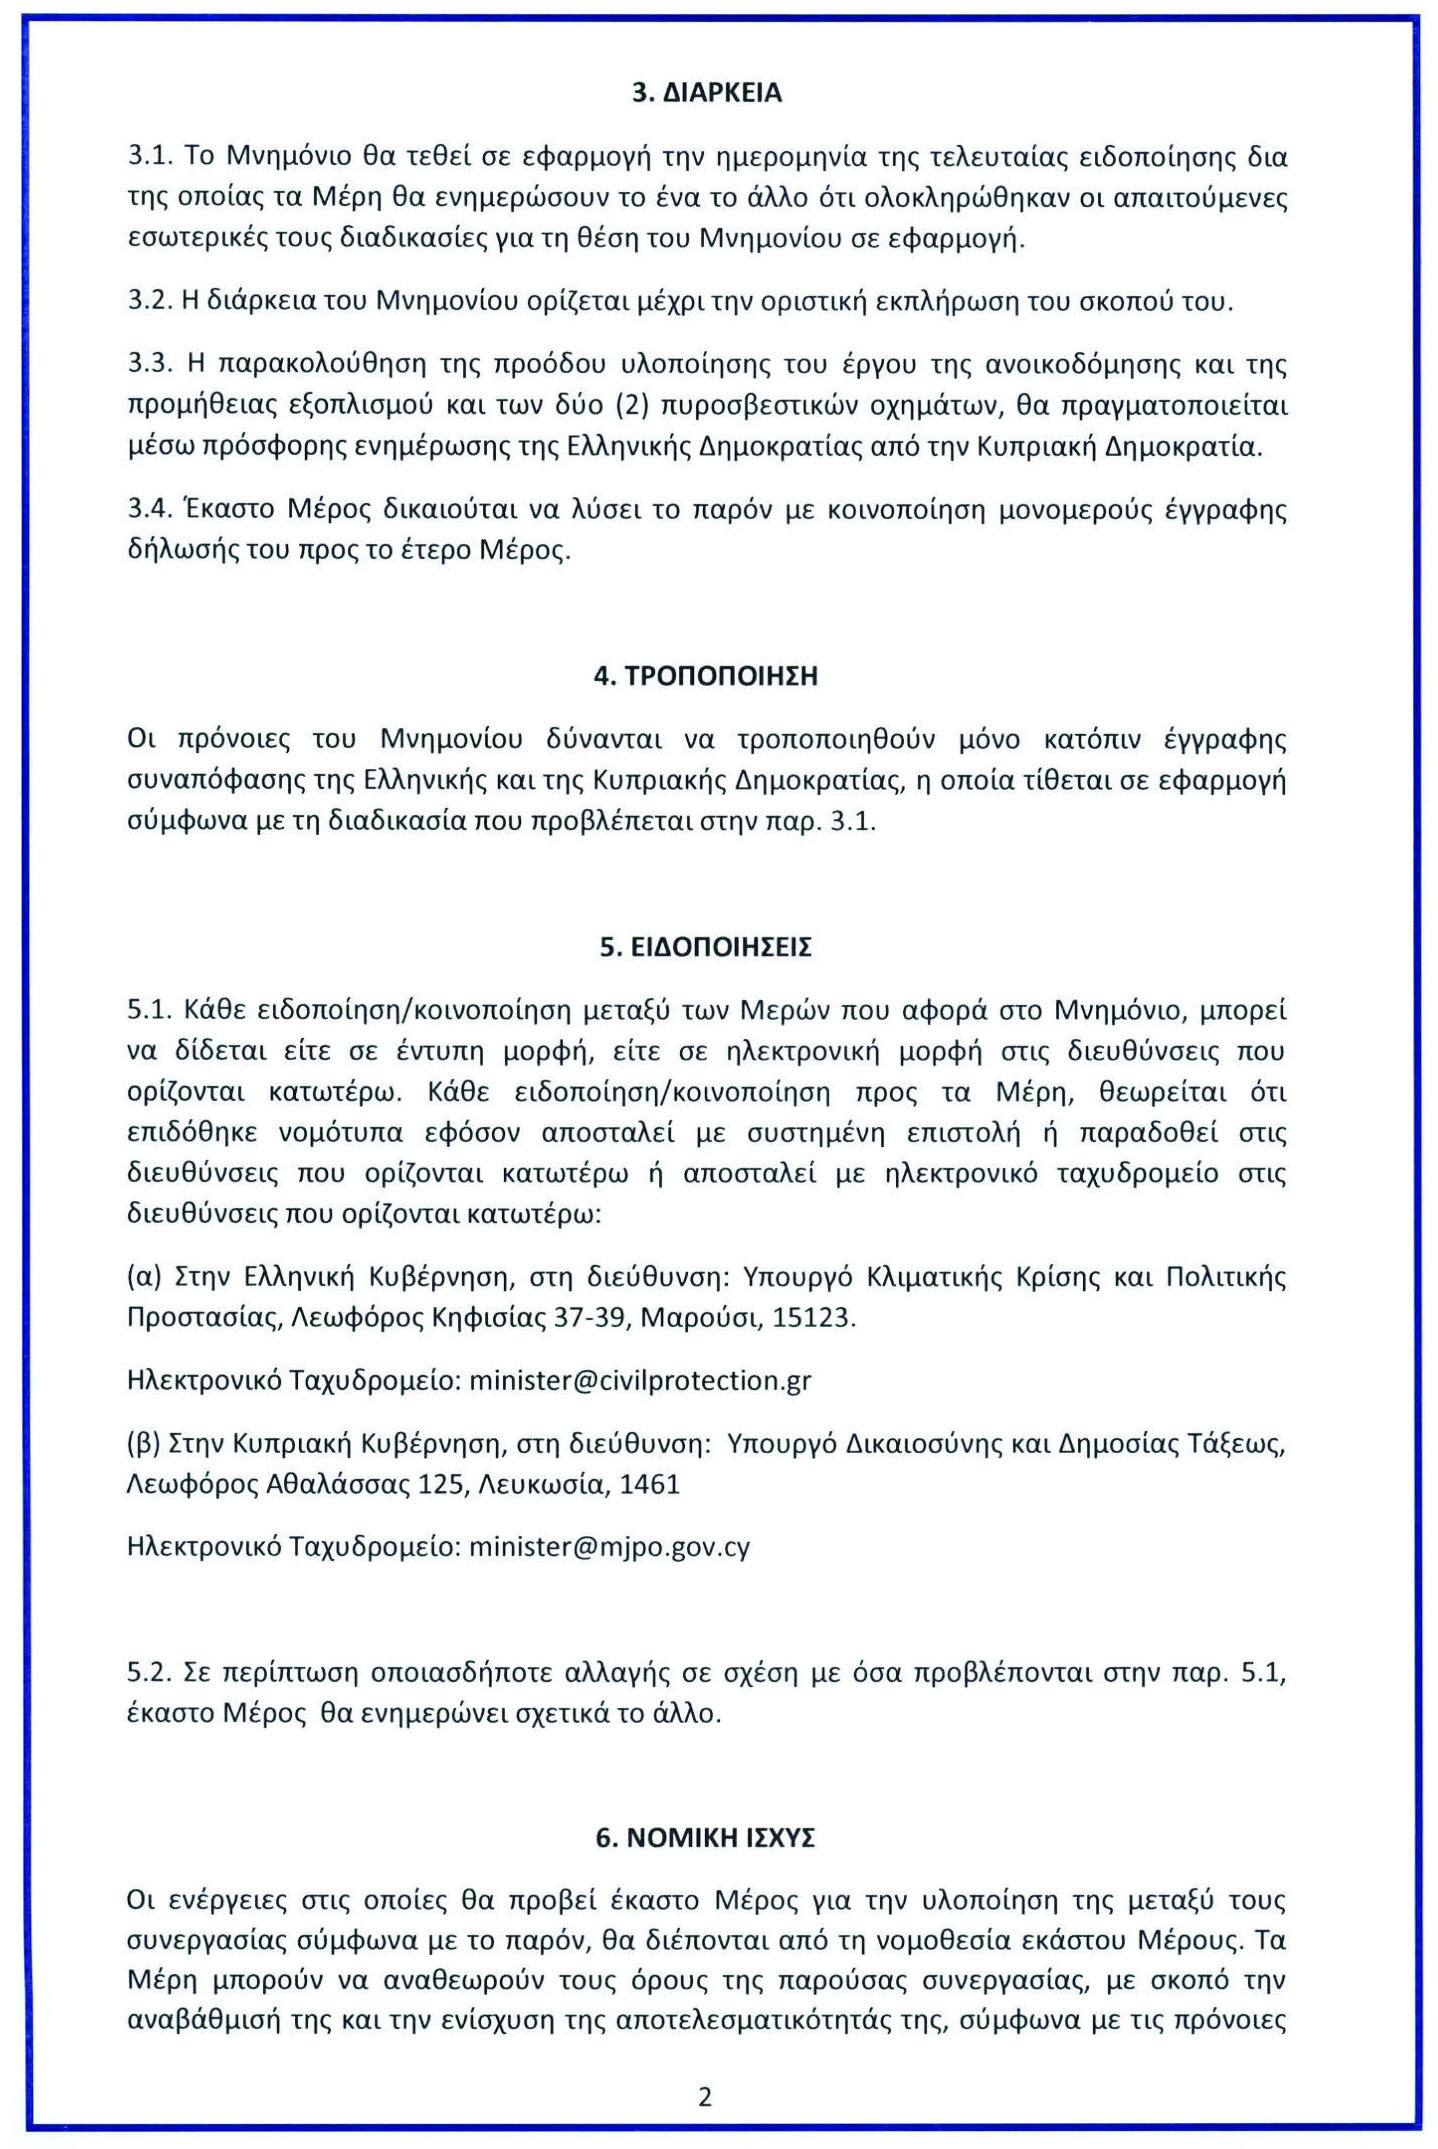 3. ΔΙΑΡΚΕΙΑ
3.1. Το Μνημόνιο θα τεθεί σε εφαρμογή την ημερομηνία της τελευταίας ειδοποίησης δια
της οποίας τα Μέρη θα ενημερώσουν το ένα το άλλο ότι ολοκληρώθηκαν οι απαιτούμενες
εσωτερικές τους διαδικασίες για τη θέση του Μνημονίου σε εφαρμογή.
3.2. Η διάρκεια του Μνημονίου ορίζεται μέχρι την οριστική εκπλήρωση του σκοπού του.
3.3. Η παρακολούθηση της προόδου υλοποίησης του έργου της ανοικοδόμησης και της
προμήθειας εξοπλισμού και των δύο (2) πυροσβεστικών οχημάτων, θα πραγματοποιείται
μέσω πρόσφορης ενημέρωσης της Ελληνικής Δημοκρατίας από την Κυπριακή Δημοκρατία.
3.4. Έκαστο Μέρος δικαιούται να λύσει το παρόν με κοινοποίηση μονομερούς έγγραφης
δήλωσής του προς το έτερο Μέρος.
4. ΤΡΟΠΟΠΟΙΗΣΗ
Οι πρόνοιες του Μνημονίου δύνανται να τροποποιηθούν μόνο κατόπιν έγγραφης
συναπόφασης της Ελληνικής και της Κυπριακής Δημοκρατίας, η οποία τίθεται σε εφαρμογή
σύμφωνα με τη διαδικασία που προβλέπεται στην παρ. 3.1.
5. ΕΙΔΟΠΟΙΗΣΕΙΣ
5.1. Κάθε ειδοποίηση/κοινοποίηση μεταξύ των Μερών που αφορά στο Μνημόνιο, μπορεί
να δίδεται είτε σε έντυπη μορφή, είτε σε ηλεκτρονική μορφή στις διευθύνσεις που
ορίζονται κατωτέρω. Κάθε ειδοποίηση/κοινοποίηση προς τα Μέρη, θεωρείται ότι
επιδόθηκε νομότυπα εφόσον αποσταλεί με συστημένη επιστολή ή παραδοθεί στις
διευθύνσεις που ορίζονται κατωτέρω ή αποσταλεί με ηλεκτρονικό ταχυδρομείο στις
διευθύνσεις που ορίζονται κατωτέρω:
(α) Στην Ελληνική Κυβέρνηση, στη διεύθυνση: Υπουργό Κλιματικής Κρίσης και Πολιτικής
Προστασίας, Λεωφόρος Κηφισίας 37-39, Μαρούσι, 15123.
Ηλεκτρονικό Ταχυδρομείο: minister@civilprotection.gr
(β) Στην Κυπριακή Κυβέρνηση, στη διεύθυνση: Υπουργό Δικαιοσύνης και Δημοσίας Τάξεως,
Λεωφόρος Αθαλάσσας 125, Λευκωσία, 1461
Ηλεκτρονικό Ταχυδρομείο: minister@mjpo.gov.cy
5.2. Σε περίπτωση οποιασδήποτε αλλαγής σε σχέση με όσα προβλέπονται στην παρ. 5.1,
έκαστο Μέρος θα ενημερώνει σχετικά το άλλο.
6. ΝΟΜΙΚΗ ΙΣΧΥΣ
Οι ενέργειες στις οποίες θα προβεί έκαστο Μέρος για την υλοποίηση της μεταξύ τους
συνεργασίας σύμφωνα με το παρόν, θα διέπονται από τη νομοθεσία εκάστου Μέρους. Τα
Μέρη μπορούν να αναθεωρούν τους όρους της παρούσας συνεργασίας, με σκοπό την
αναβάθμισή της και την ενίσχυση της αποτελεσματικότητάς της, σύμφωνα με τις πρόνοιες
2